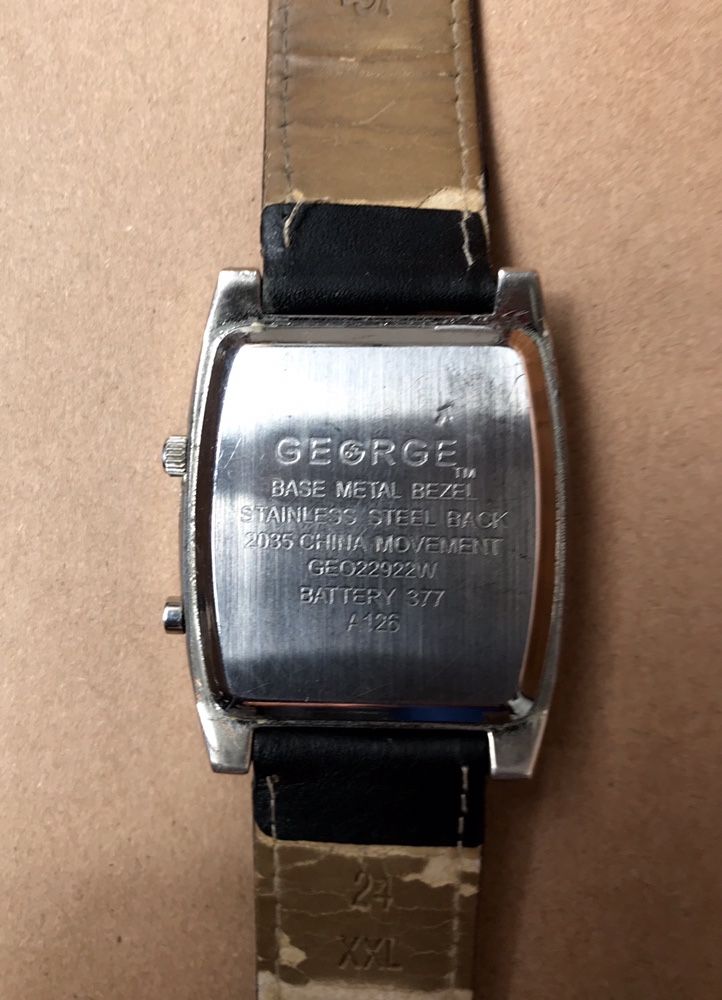 GEORGE
TM
BASE METAL BEZEL
STAINLESS STEEL BACK
2035 CHINA MOVEMENT
GEO22922W
BATTERY 377
A126
24
XXL